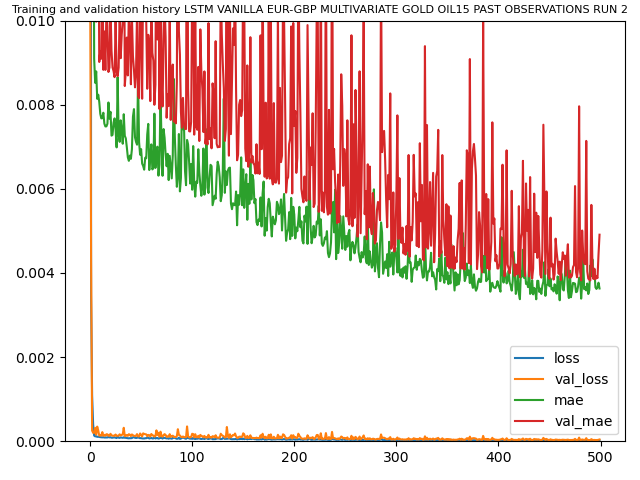 Training and validation history LSTM VANILLA EUR-GBP MULTIVARIATE GOLD OIL15 PAST OBSERVATIONS RUN 2
0.010
0.008
0.006
0.004
0.002
0.000
loss
val_loss
mae
val_mae
0 100 200 300 400 500